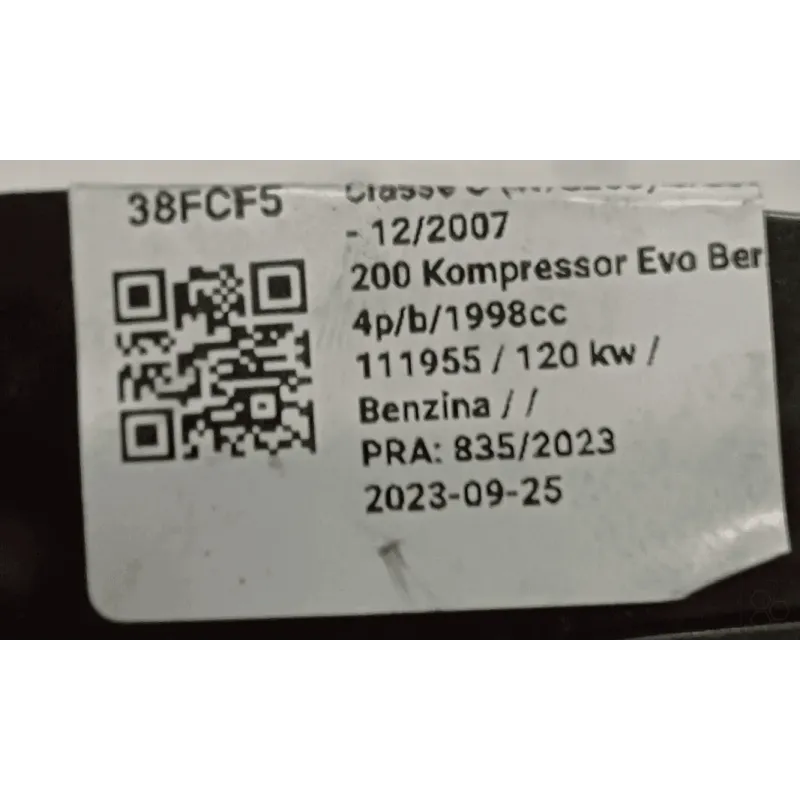 38FCF5
Classe C
- 12/2007
200 Kompressor Evo Ber
4p/b/1998cc
111955 / 120 kw /
Benzina / /
PRA: 835/2023
2023-09-25